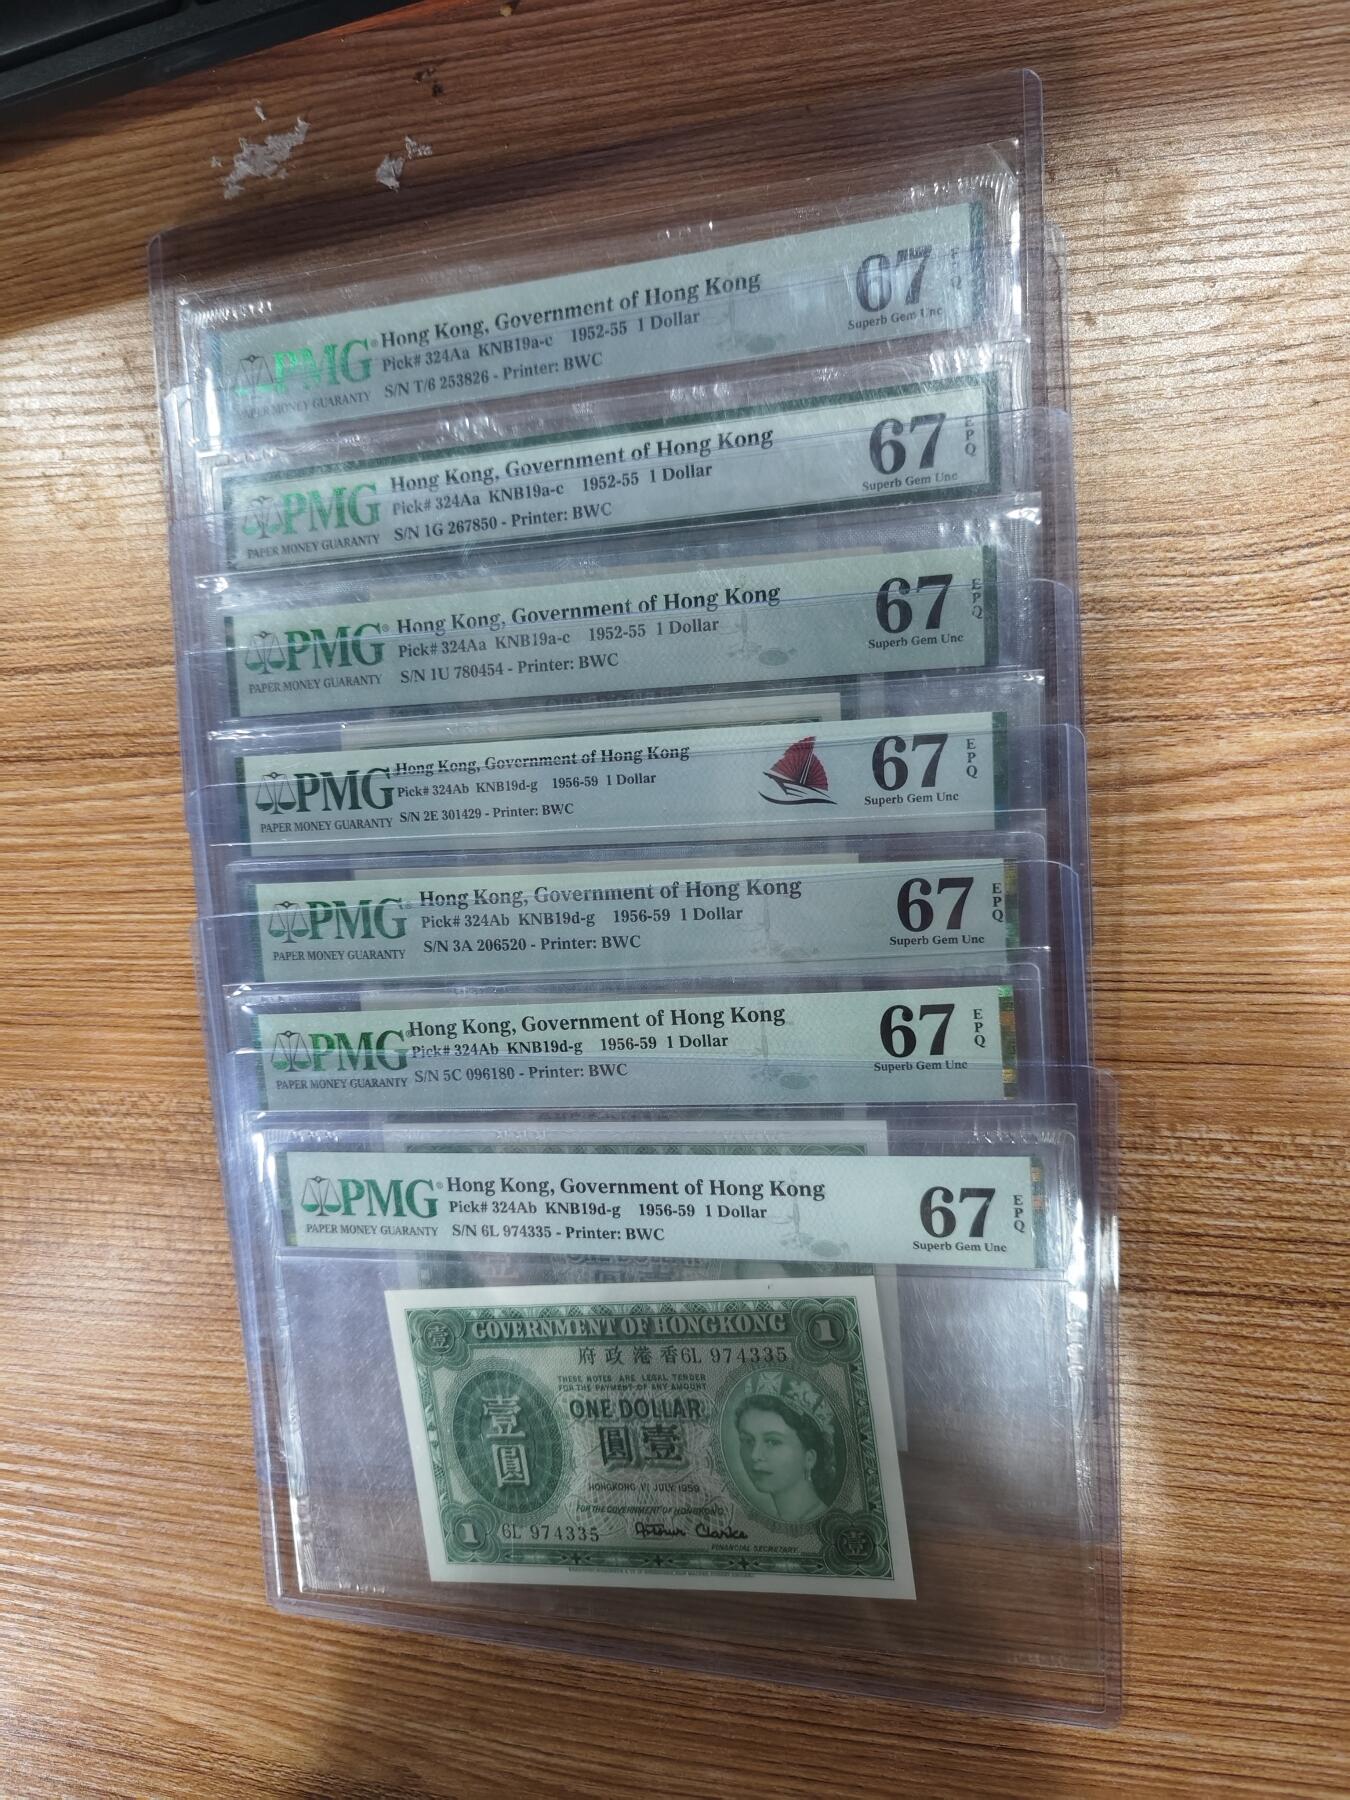 PMG
PAPER MONEY GUARANTY
Hong Kong, Government of Hong Kong
Pick# 324Aa KNB19a-c 1952-55 1 Dollar
S/N T/6 253826 - Printer: BWC
67
Superb Gem Unc
PMG
PAPER MONEY GUARANTY
Hong Kong, Government of Hong Kong
Pick# 324Aa KNB19a-c 1952-55 1 Dollar
S/N 1G 267850 - Printer: BWC
67 EPQ
Superb Gem Unc
PMG
PAPER MONEY GUARANTY
Hong Kong, Government of Hong Kong
Pick# 324Aa KNB19a-c 1952-55 1 Dollar
S/N 1U 780454 - Printer: BWC
67 EPQ
Superb Gem Unc
PMG
PAPER MONEY GUARANTY
Hong Kong, Government of Hong Kong
Pick# 324Ab KNB19d-g 1956-59 1 Dollar
S/N 2E 301429 - Printer: BWC
67 EPQ
Superb Gem Unc
PMG
PAPER MONEY GUARANTY
Hong Kong, Government of Hong Kong
Pick# 324Ab KNB19d-g 1956-59 1 Dollar
S/N 3A 206520 - Printer: BWC
67 EPQ
Superb Gem Unc
PMG
PAPER MONEY GUARANTY
Hong Kong, Government of Hong Kong
Pick# 324Ab KNB19d-g 1956-59 1 Dollar
S/N 5C 096180 - Printer: BWC
67 EPQ
Superb Gem Unc
PMG
PAPER MONEY GUARANTY
Hong Kong, Government of Hong Kong
Pick# 324Ab KNB19d-g 1956-59 1 Dollar
S/N 6L 974335 - Printer: BWC
67 EPQ
Superb Gem Unc
壹 GOVERNMENT OF HONGKONG 1
府政港香 6L 974335
THESE NOTES ARE LEGAL TENDER
FOR THE PAYMENT OF ANY AMOUNT
壹圓
ONE DOLLAR
圓壹
HONGKONG, 1 JULY 1959
FOR THE GOVERNMENT OF HONGKONG
1 6L 974335
FINANCIAL SECRETARY.
壹